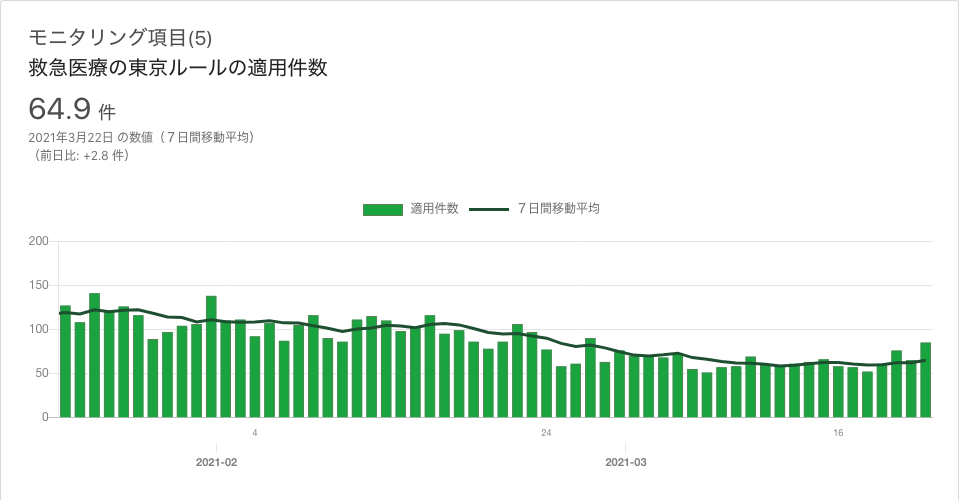 モニタリング項目(5)
救急医療の東京ルールの適用件数
64.9 件
2021年3月22日 の数値（７日間移動平均）
（前日比: +2.8 件）
適用件数 ７日間移動平均
200
150
100
50
0
4 24 16
2021-02 2021-03